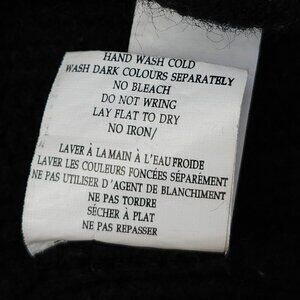 HAND WASH COLD
WASH DARK COLOURS SEPARATELY
NO BLEACH
DO NOT WRING
LAY FLAT TO DRY
NO IRON/
LAVER À LA MAIN À L'EAU FROIDE
LAVER LES COULEURS FONCÉES SÉPARÉMENT
NE PAS UTILISER D'AGENT DE BLANCHIMENT
NE PAS TORDRE
SÉCHER À PLAT
NE PAS REPASSER